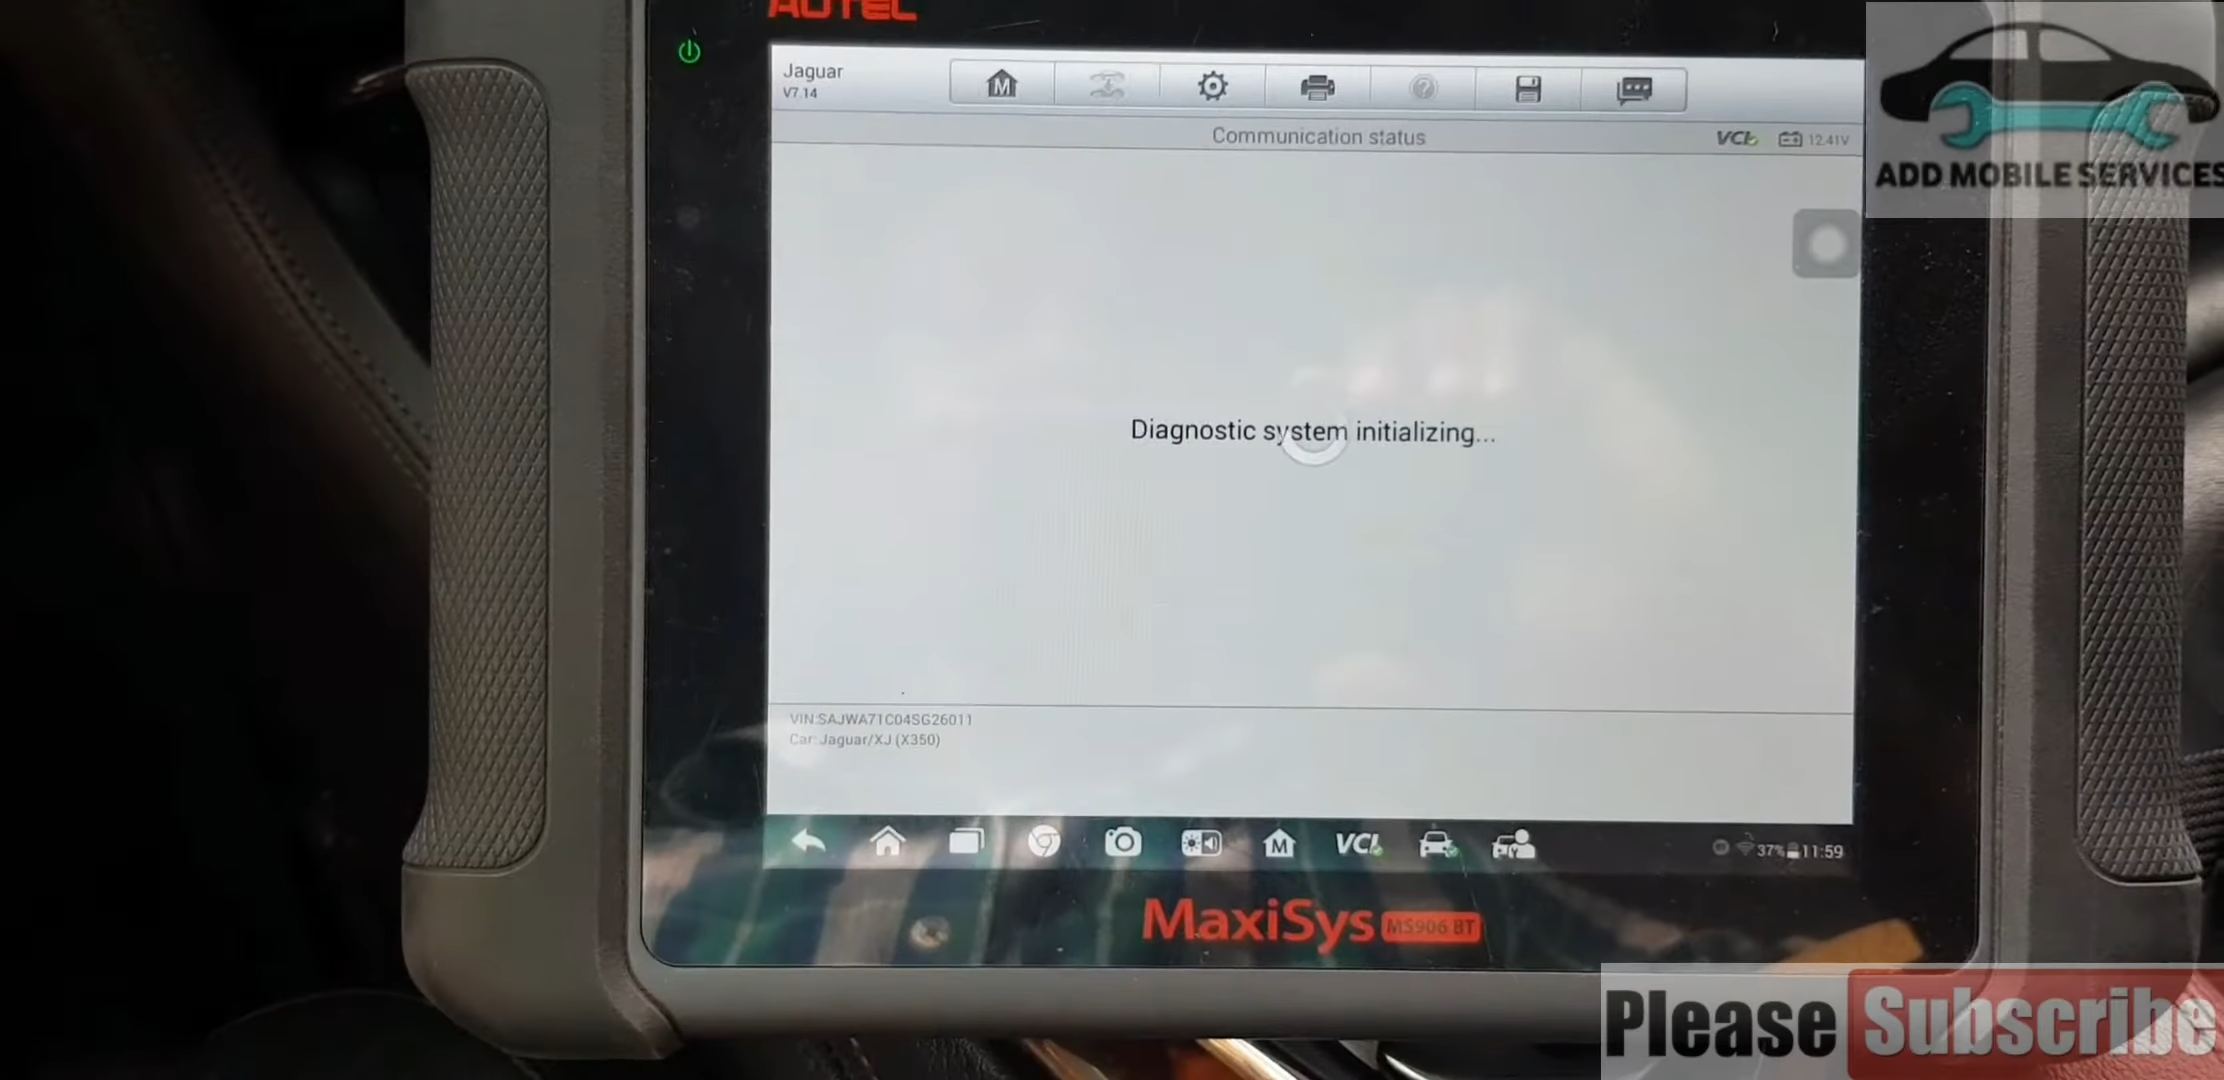 AUTEL
Jaguar
V7.14
M
Communication status
VCI
12.41V
ADD MOBILE SERVICES
Diagnostic system initializing...
VIN:SAJWA71C04SG26011
Car:Jaguar/XJ (X350)
M
VCI
37%
11:59
MaxiSys MS906 BT
Please Subscribe